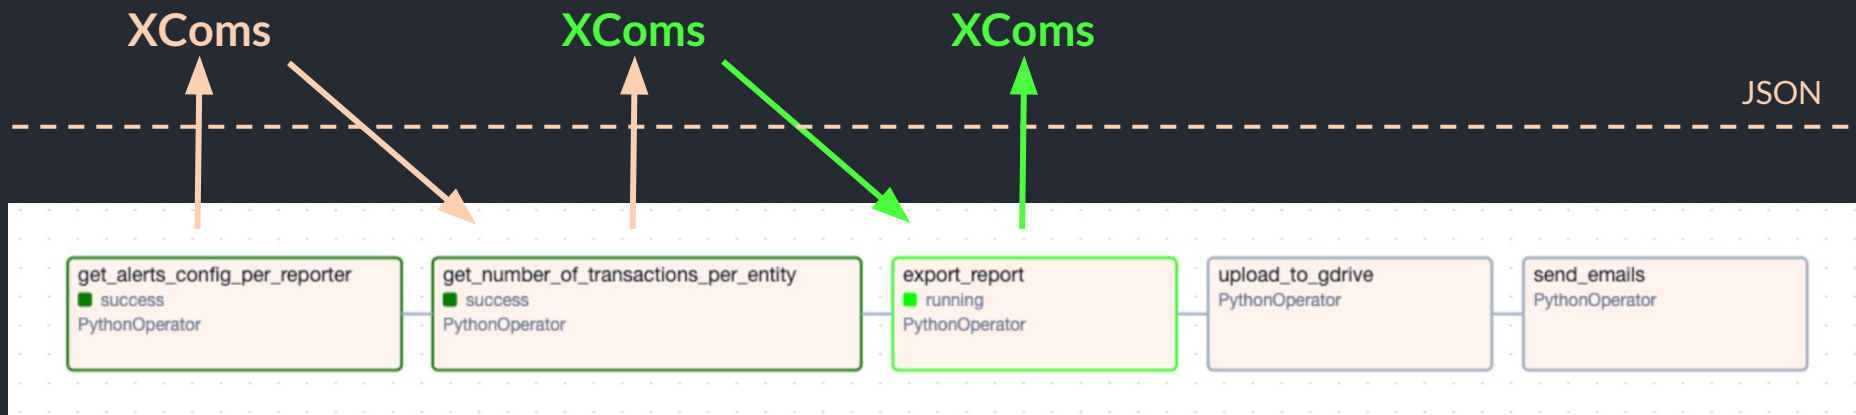 XComs
XComs
XComs
JSON
get_alerts_config_per_reporter
success
PythonOperator
get_number_of_transactions_per_entity
success
PythonOperator
export_report
running
PythonOperator
upload_to_gdrive
PythonOperator
send_emails
PythonOperator